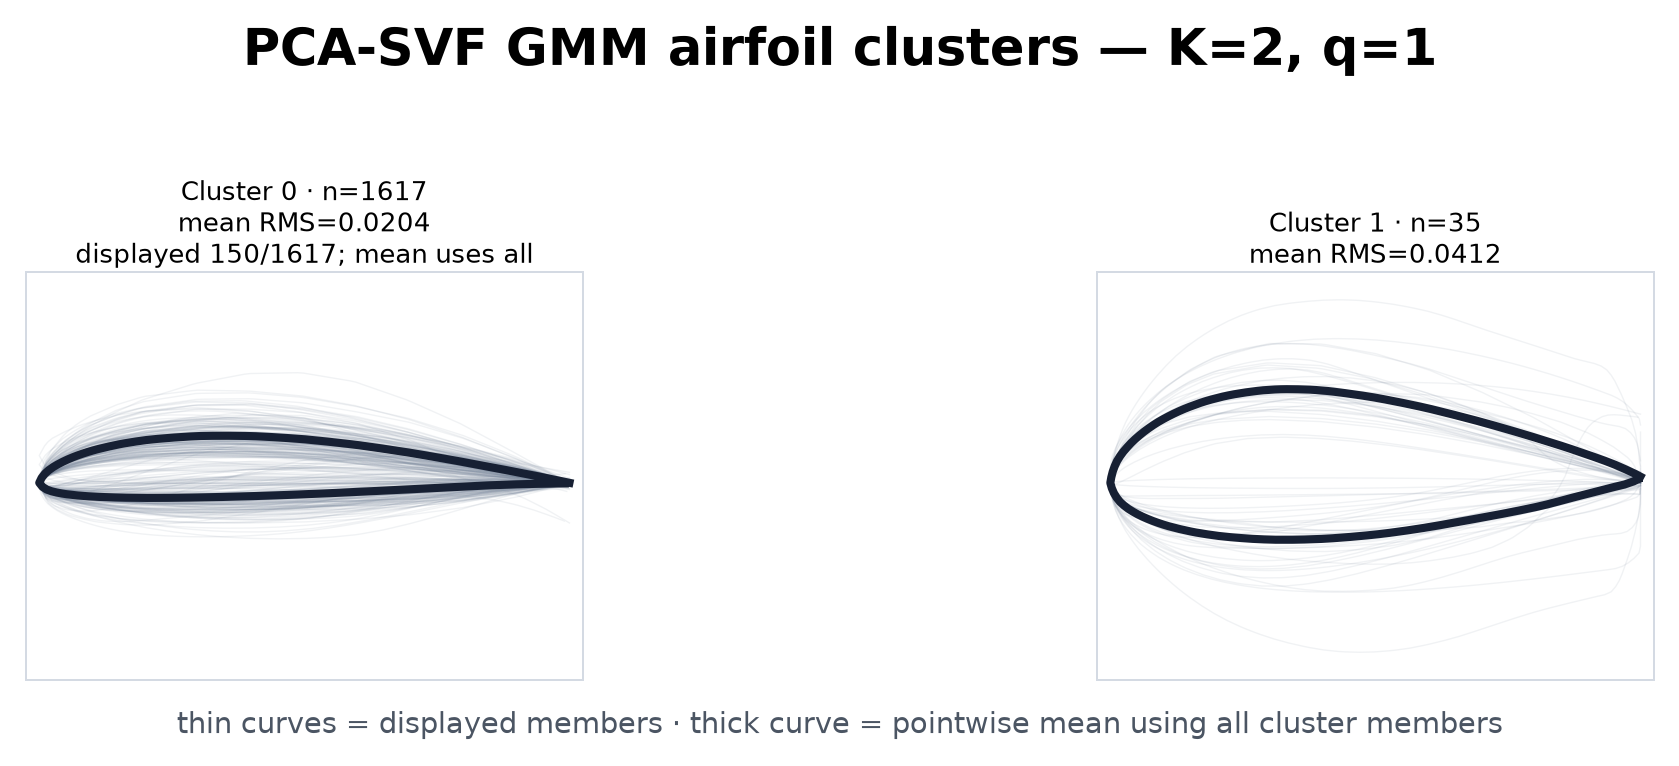 PCA-SVF GMM airfoil clusters — K=2, q=1
Cluster 0 · n=1617
mean RMS=0.0204
displayed 150/1617; mean uses all
Cluster 1 · n=35
mean RMS=0.0412
thin curves = displayed members · thick curve = pointwise mean using all cluster members